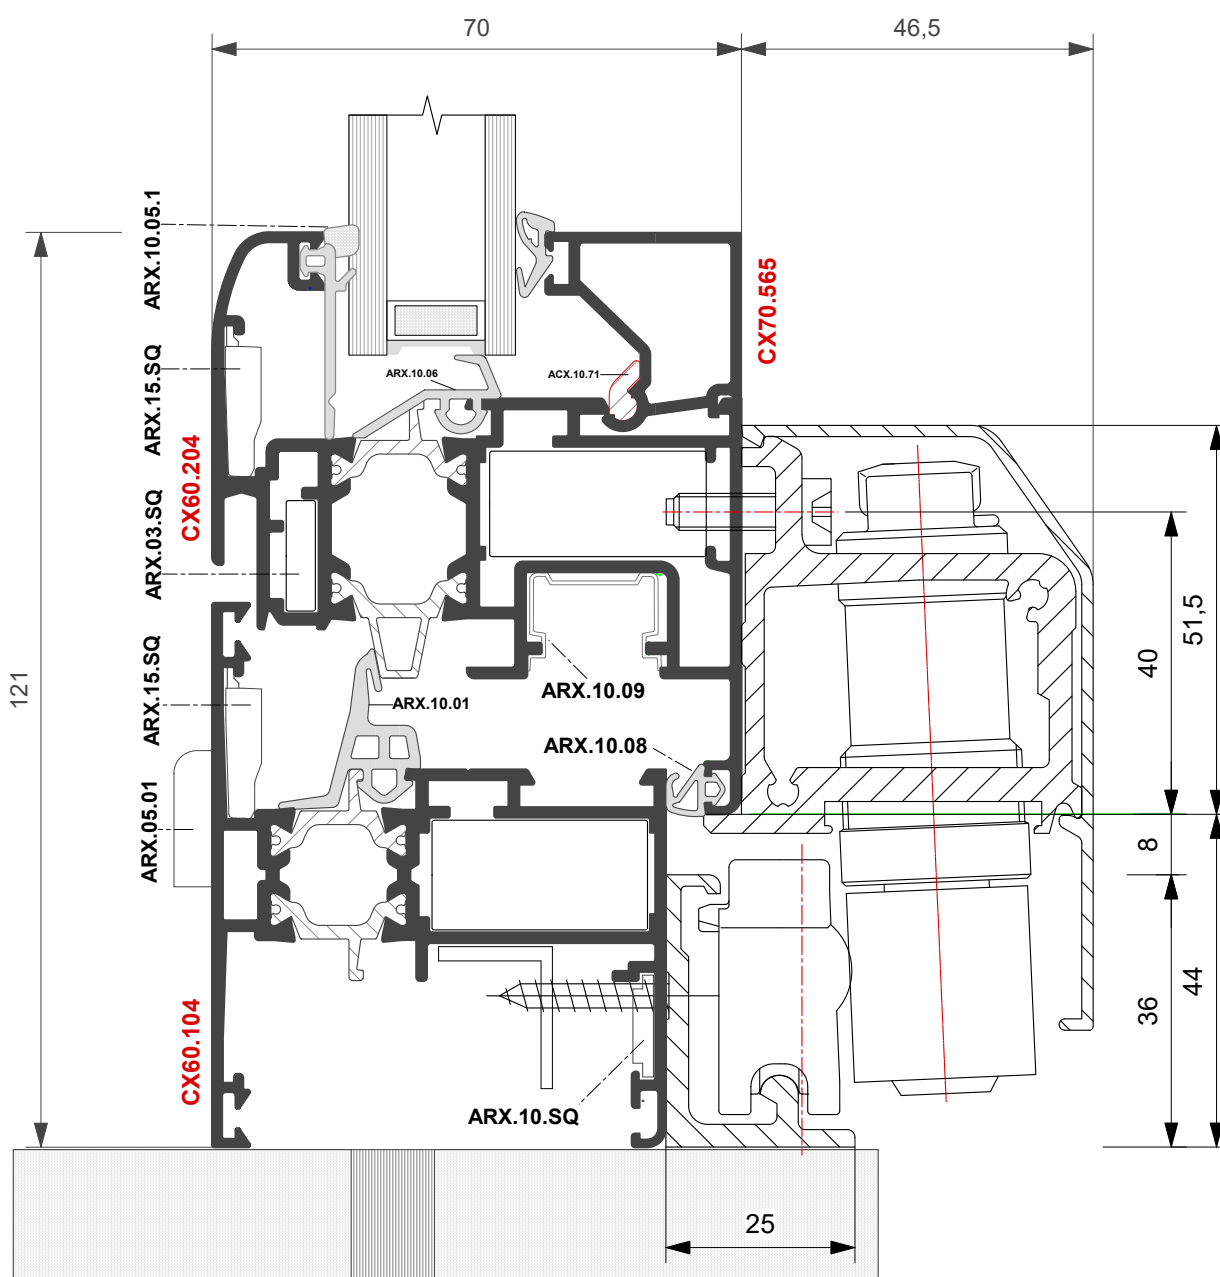 70
46,5
ARX.10.05.1
CX70.565
ARX.15.SQ
ARX.10.06
ACX.10.71
CX60.204
ARX.03.SQ
51,5
40
121
ARX.15.SQ
ARX.10.01
ARX.10.09
ARX.10.08
ARX.05.01
8
44
36
CX60.104
ARX.10.SQ
25